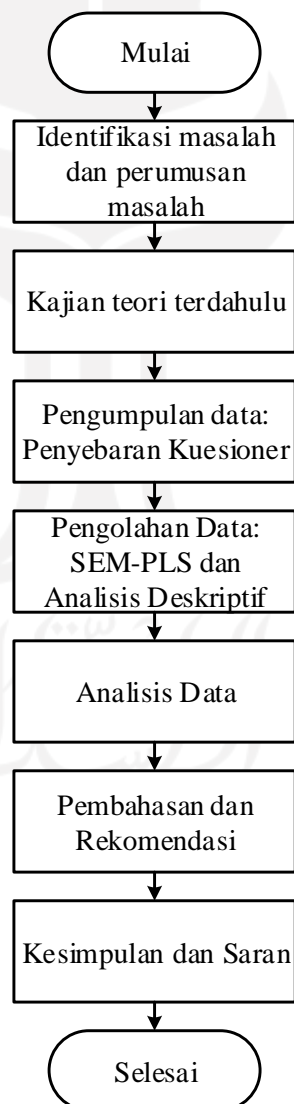 Mulai
Identifikasi masalah
dan perumusan
masalah
Kajian teori terdahulu
Pengumpulan data:
Penyebaran Kuesioner
Pengolahan Data:
SEM-PLS dan
Analisis Deskriptif
Analisis Data
Pembahasan dan
Rekomendasi
Kesimpulan dan Saran
Selesai